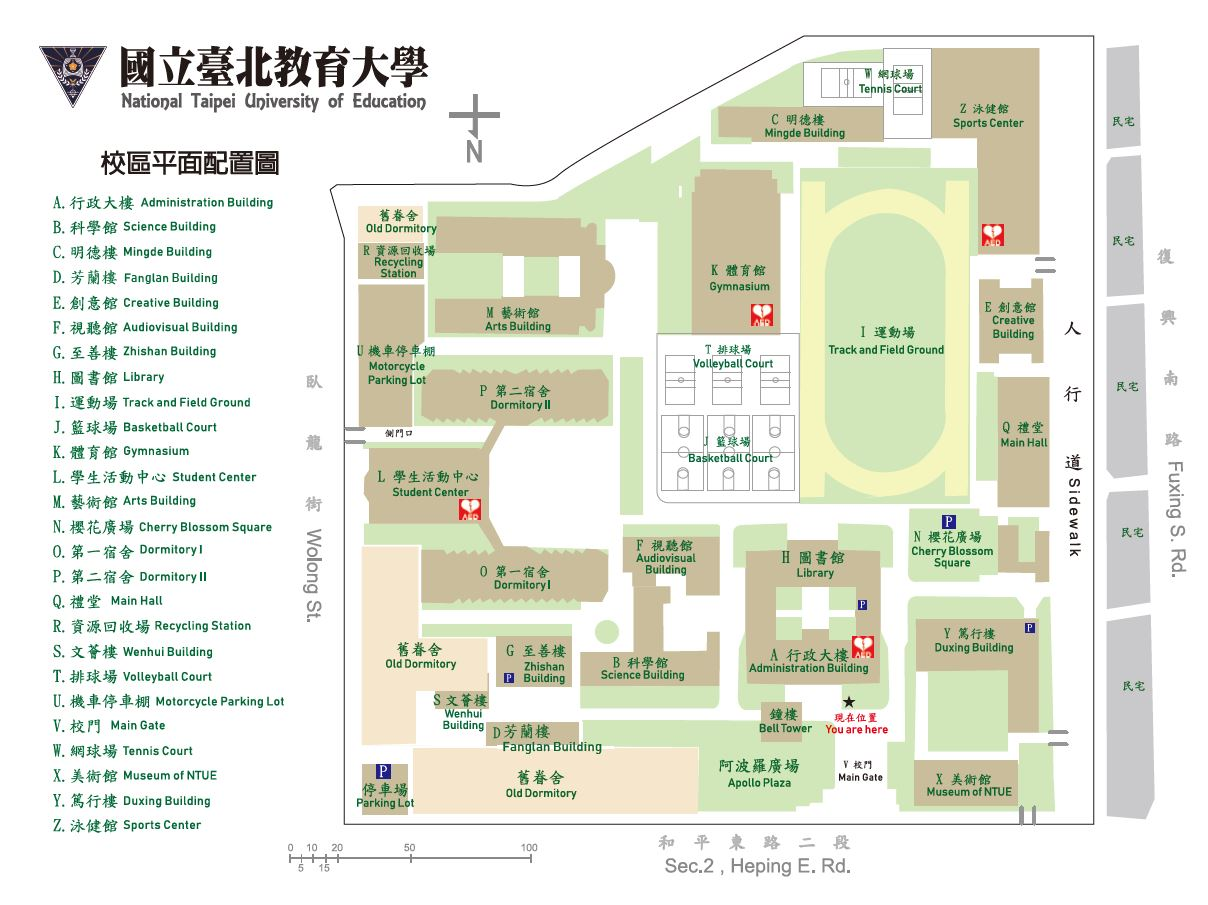 國立臺北教育大學
National Taipei University of Education
N
校區平面配置圖
A. 行政大樓 Administration Building
B. 科學館 Science Building
C. 明德樓 Mingde Building
D. 芳蘭樓 Fanglan Building
E. 創意館 Creative Building
F. 視聽館 Audiovisual Building
G. 至善樓 Zhishan Building
H. 圖書館 Library
I. 運動場 Track and Field Ground
J. 籃球場 Basketball Court
K. 體育館 Gymnasium
L. 學生活動中心 Student Center
M. 藝術館 Arts Building
N. 櫻花廣場 Cherry Blossom Square
O. 第一宿舍 Dormitory I
P. 第二宿舍 Dormitory II
Q. 禮堂 Main Hall
R. 資源回收場 Recycling Station
S. 文薈樓 Wenhui Building
T. 排球場 Volleyball Court
U. 機車停車棚 Motorcycle Parking Lot
V. 校門 Main Gate
W. 網球場 Tennis Court
X. 美術館 Museum of NTUE
Y. 篤行樓 Duxing Building
Z. 泳健館 Sports Center
W 網球場
Tennis Court
Z 泳健館
Sports Center
C 明德樓
Mingde Building
民宅
舊眷舍
Old Dormitory
R 資源回收場
Recycling
Station
AED
民宅
復興南路 Fuxing S. Rd.
K 體育館
Gymnasium
AED
M 藝術館
Arts Building
E 創意館
Creative
Building
I 運動場
Track and Field Ground
人行道 Sidewalk
U 機車停車棚
Motorcycle
Parking Lot
T 排球場
Volleyball Court
臥龍街 Wolong St.
P 第二宿舍
Dormitory II
民宅
側門口
Q 禮堂
Main Hall
J 籃球場
Basketball Court
L 學生活動中心
Student Center
AED
P
N 櫻花廣場
Cherry Blossom
Square
民宅
F 視聽館
Audiovisual
Building
H 圖書館
Library
O 第一宿舍
Dormitory I
P
P
Y 篤行樓
Duxing Building
舊眷舍
Old Dormitory
G 至善樓
Zhishan
Building
P
B 科學館
Science Building
AED
A 行政大樓
Administration Building
民宅
S 文薈樓
Wenhui
Building
鐘樓
Bell Tower
★
現在位置
You are here
D 芳蘭樓
Fanglan Building
P
停車場
Parking Lot
舊眷舍
Old Dormitory
阿波羅廣場
Apollo Plaza
V 校門
Main Gate
X 美術館
Museum of NTUE
和平東路二段
Sec.2 , Heping E. Rd.
0 10 20 50 100
5 15